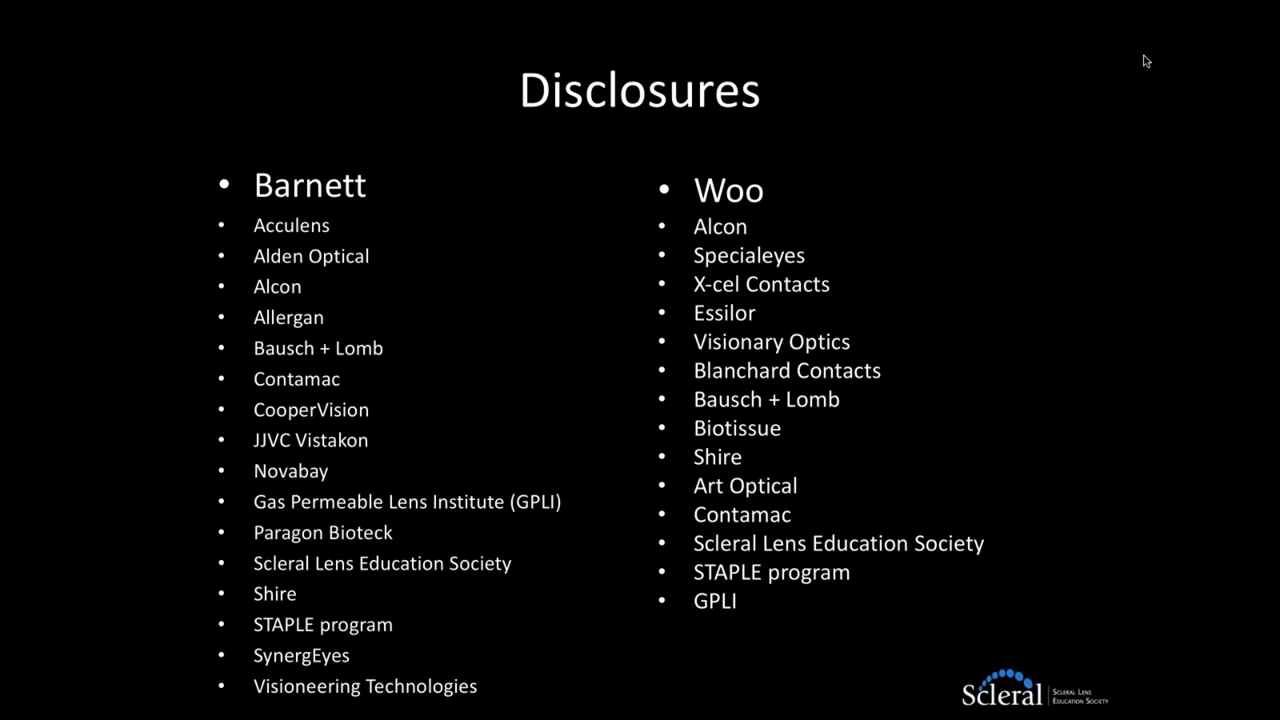 Disclosures
• Barnett
• Acculens
• Alden Optical
• Alcon
• Allergan
• Bausch + Lomb
• Contamac
• CooperVision
• JJVC Vistakon
• Novabay
• Gas Permeable Lens Institute (GPLI)
• Paragon Bioteck
• Scleral Lens Education Society
• Shire
• STAPLE program
• SynergEyes
• Visioneering Technologies
• Woo
• Alcon
• Specialeyes
• X-cel Contacts
• Essilor
• Visionary Optics
• Blanchard Contacts
• Bausch + Lomb
• Biotissue
• Shire
• Art Optical
• Contamac
• Scleral Lens Education Society
• STAPLE program
• GPLI
Scleral
Scleral Lens
Education Society